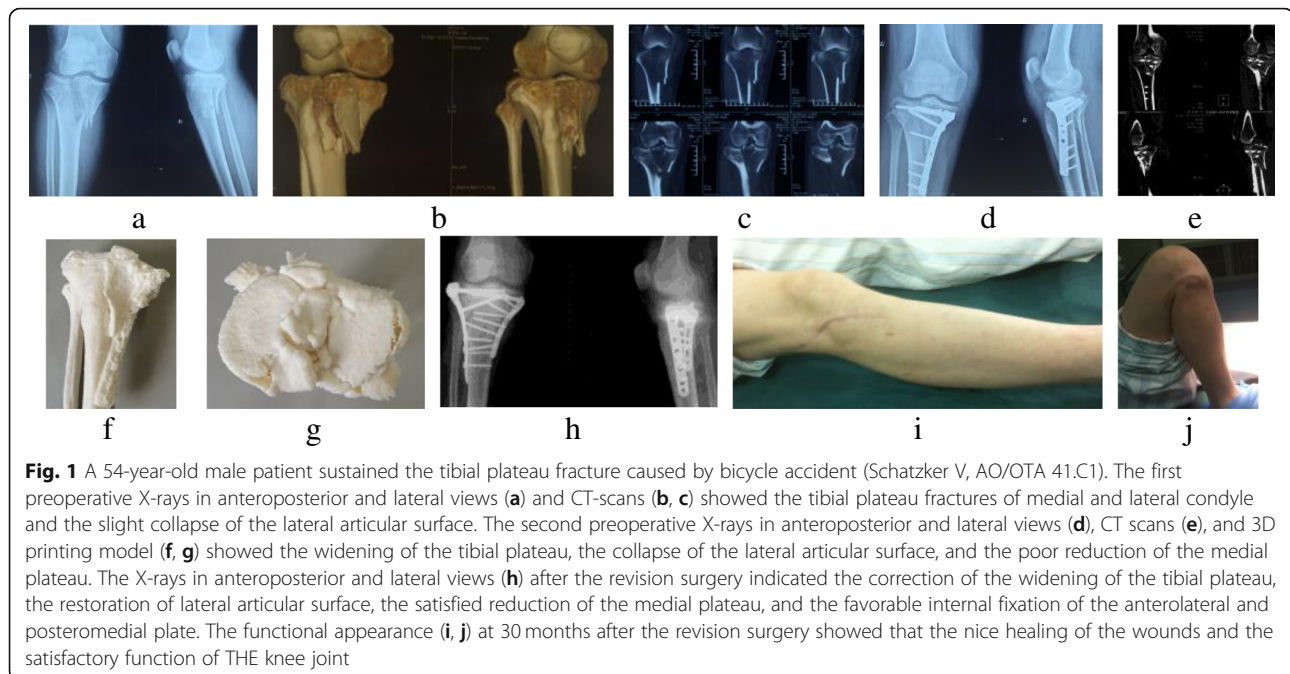 a
b
c
d
e
f
g
h
i
j
Fig. 1 A 54-year-old male patient sustained the tibial plateau fracture caused by bicycle accident (Schatzker V, AO/OTA 41.C1). The first
preoperative X-rays in anteroposterior and lateral views (a) and CT-scans (b, c) showed the tibial plateau fractures of medial and lateral condyle
and the slight collapse of the lateral articular surface. The second preoperative X-rays in anteroposterior and lateral views (d), CT scans (e), and 3D
printing model (f, g) showed the widening of the tibial plateau, the collapse of the lateral articular surface, and the poor reduction of the medial
plateau. The X-rays in anteroposterior and lateral views (h) after the revision surgery indicated the correction of the widening of the tibial plateau,
the restoration of lateral articular surface, the satisfied reduction of the medial plateau, and the favorable internal fixation of the anterolateral and
posteromedial plate. The functional appearance (i, j) at 30 months after the revision surgery showed that the nice healing of the wounds and the
satisfactory function of THE knee joint